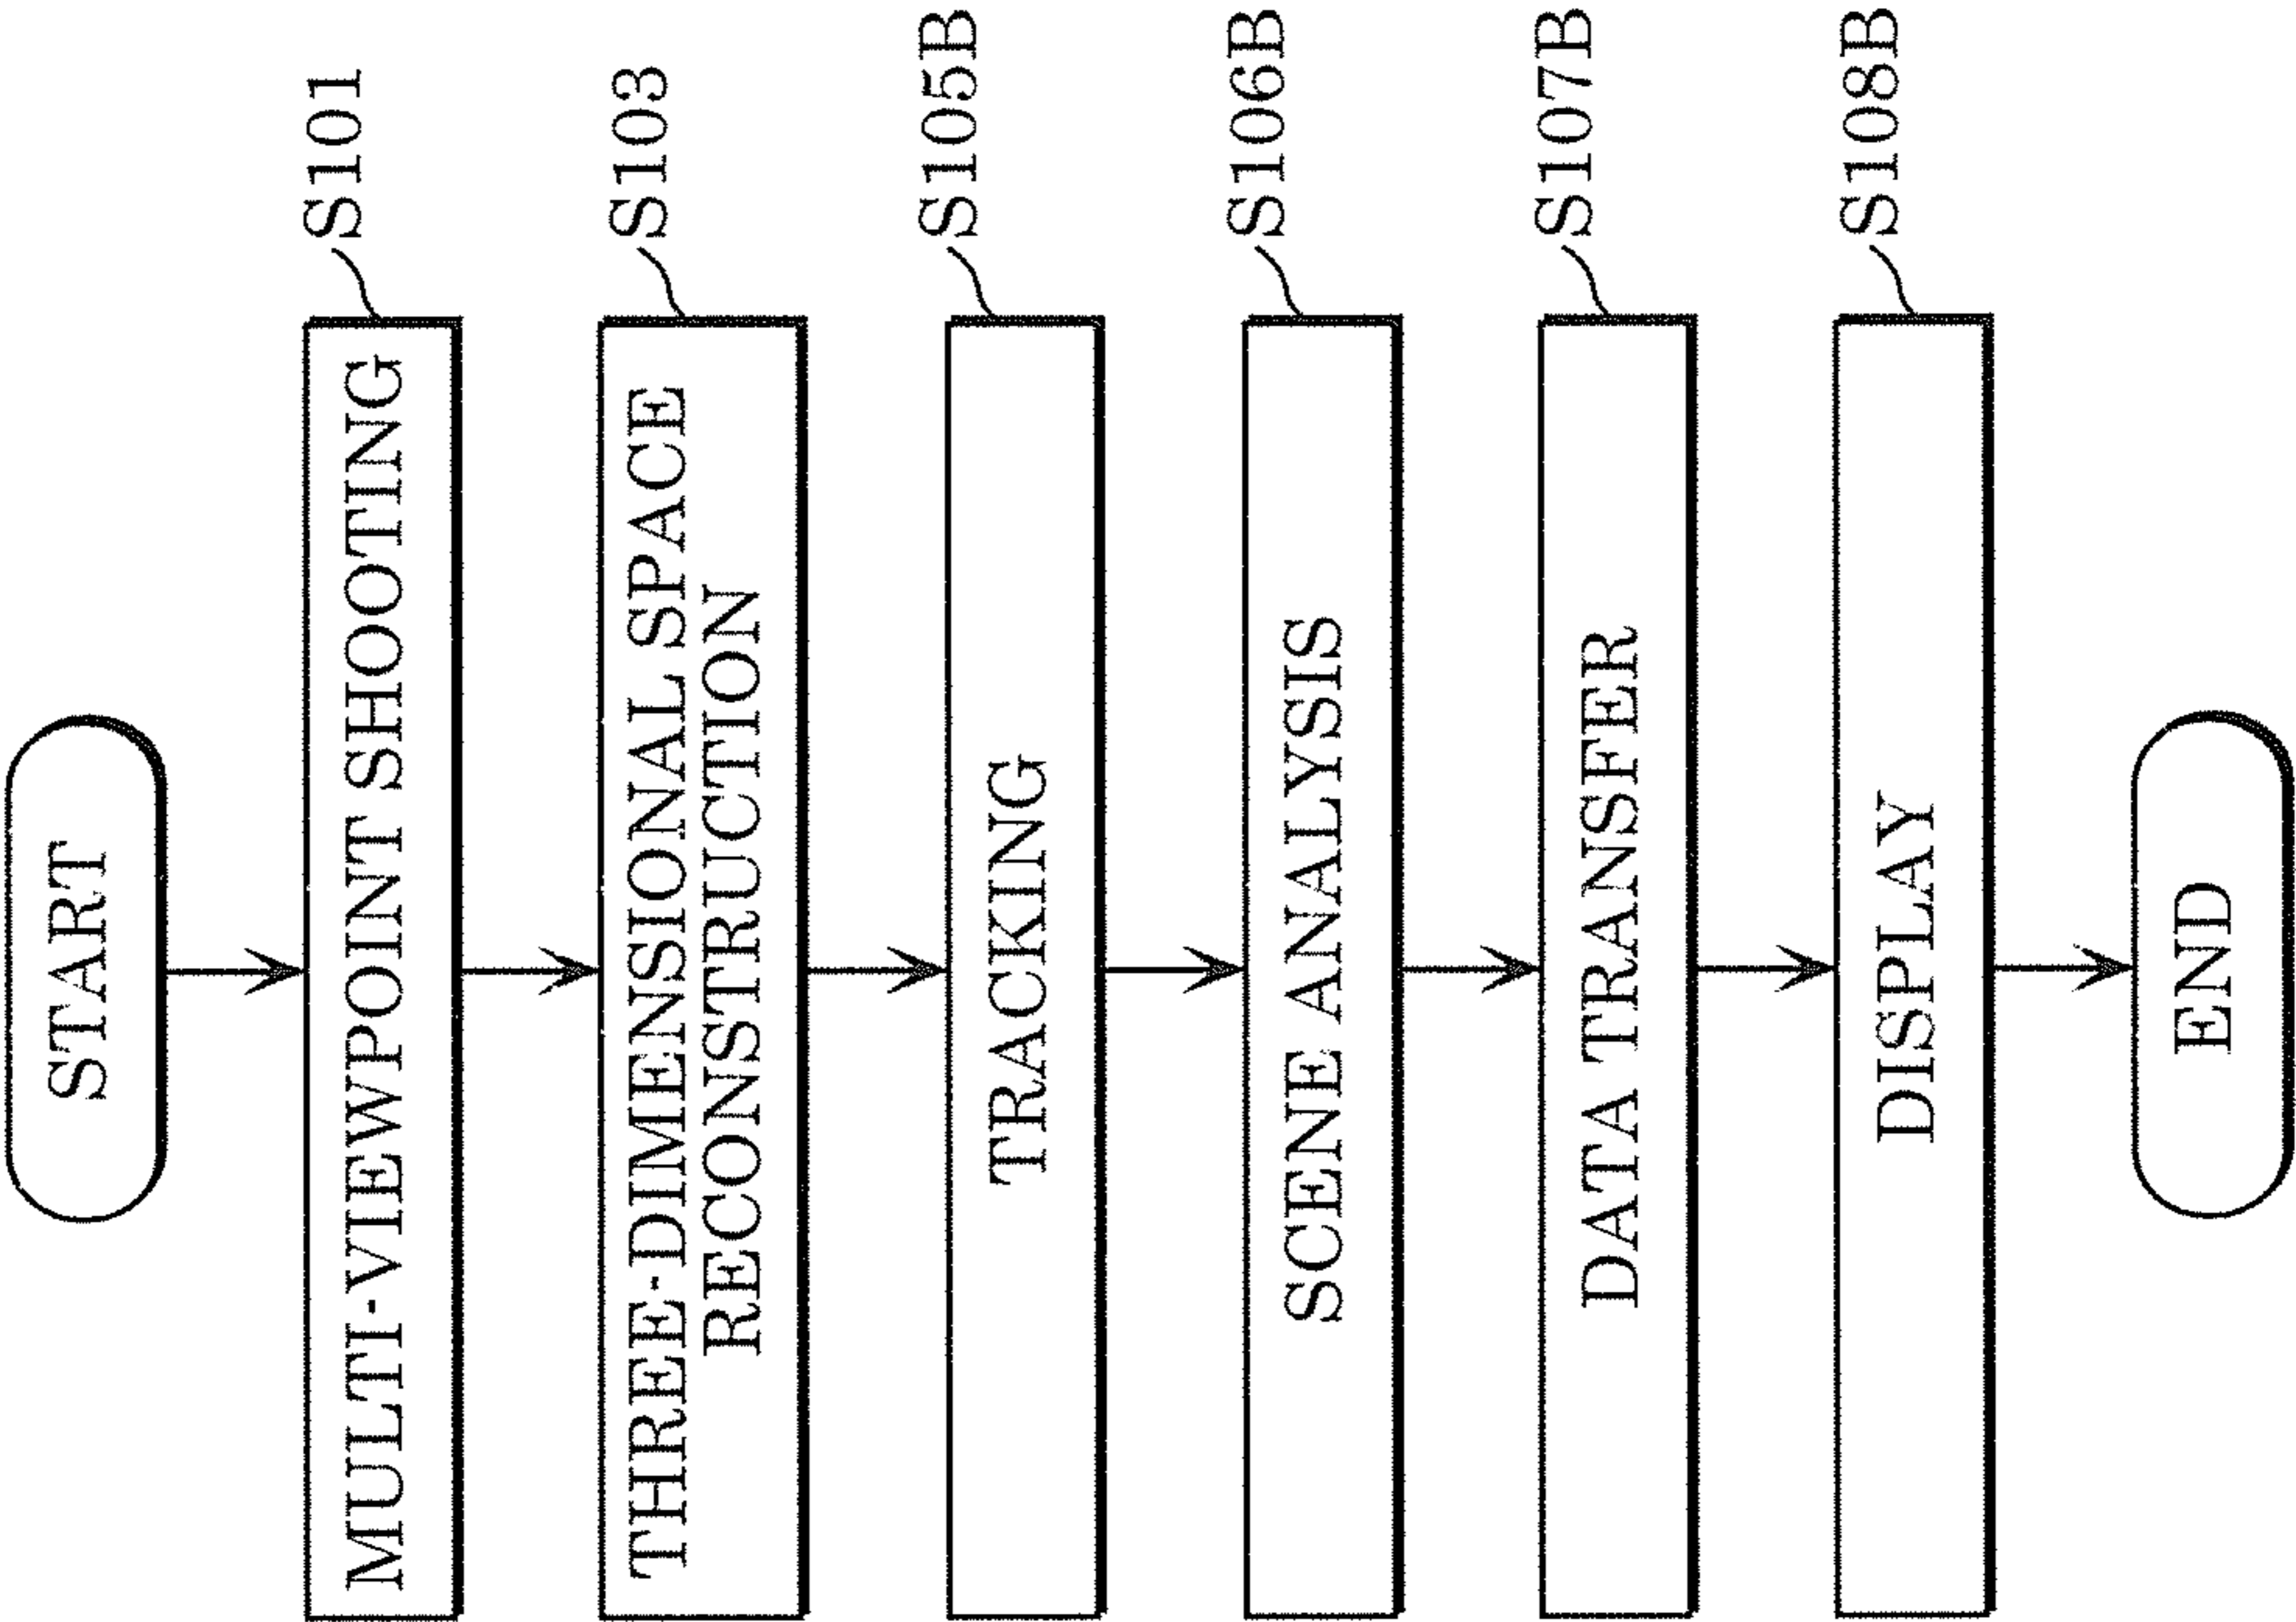 START
MULTI-VIEWPOINT SHOOTING
S101
THREE-DIMENSIONAL SPACE
RECONSTRUCTION
S103
TRACKING
S105B
SCENE ANALYSIS
S106B
DATA TRANSFER
S107B
DISPLAY
S108B
END